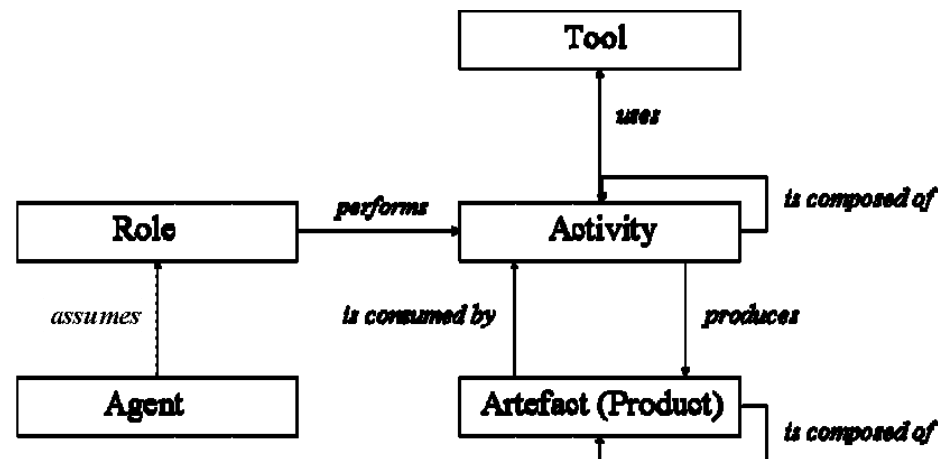 Tool
uses
is composed of
performs
Role
Activity
assumes
is consumed by
produces
Agent
Artefact (Product)
is composed of